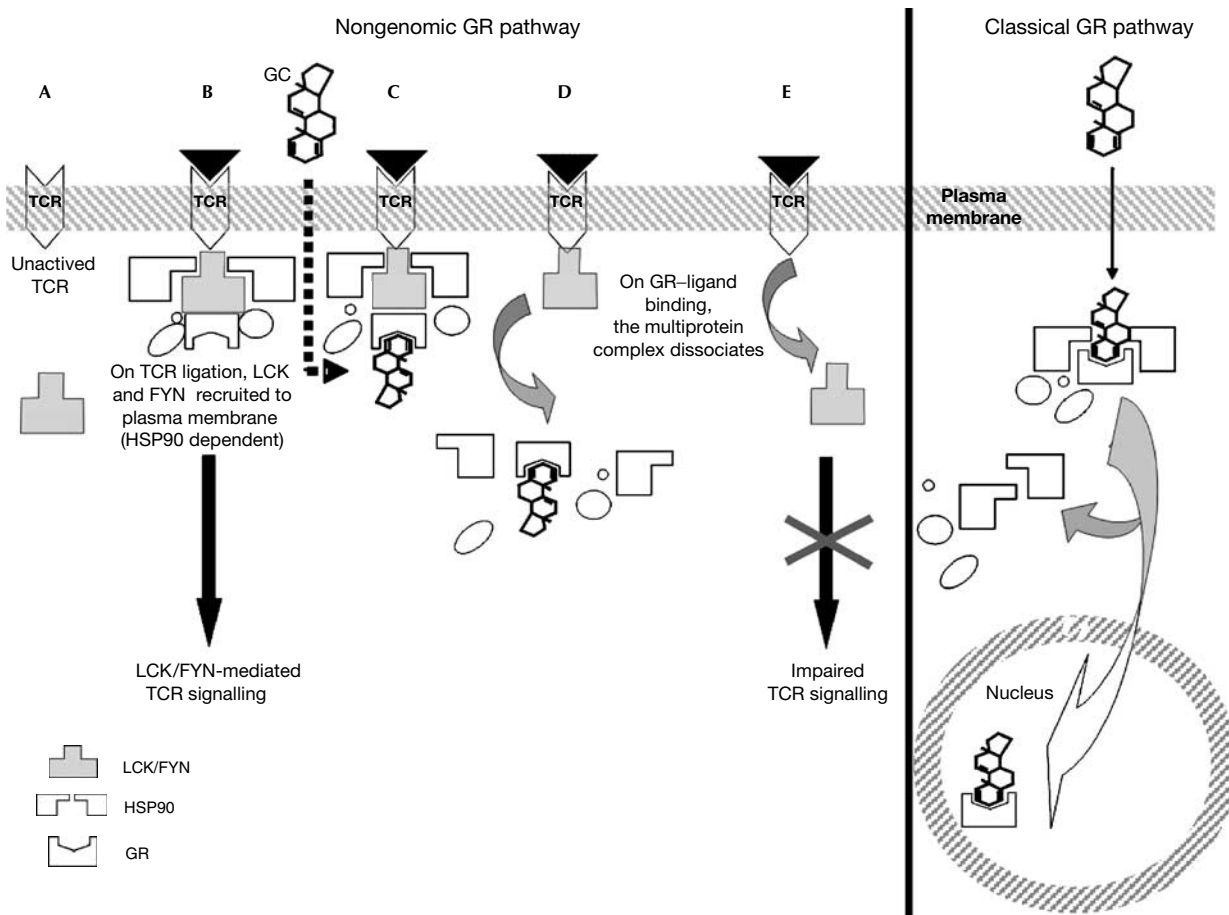 Nongenomic GR pathway
Classical GR pathway
GC
A
B
C
D
E
TCR
TCR
TCR
TCR
TCR
Plasma
membrane
Unactived
TCR
On TCR ligation, LCK
and FYN recruited to
plasma membrane
(HSP90 dependent)
On GR–ligand
binding,
the multiprotein
complex dissociates
LCK/FYN-mediated
TCR signalling
Impaired
TCR signalling
Nucleus
LCK/FYN
HSP90
GR